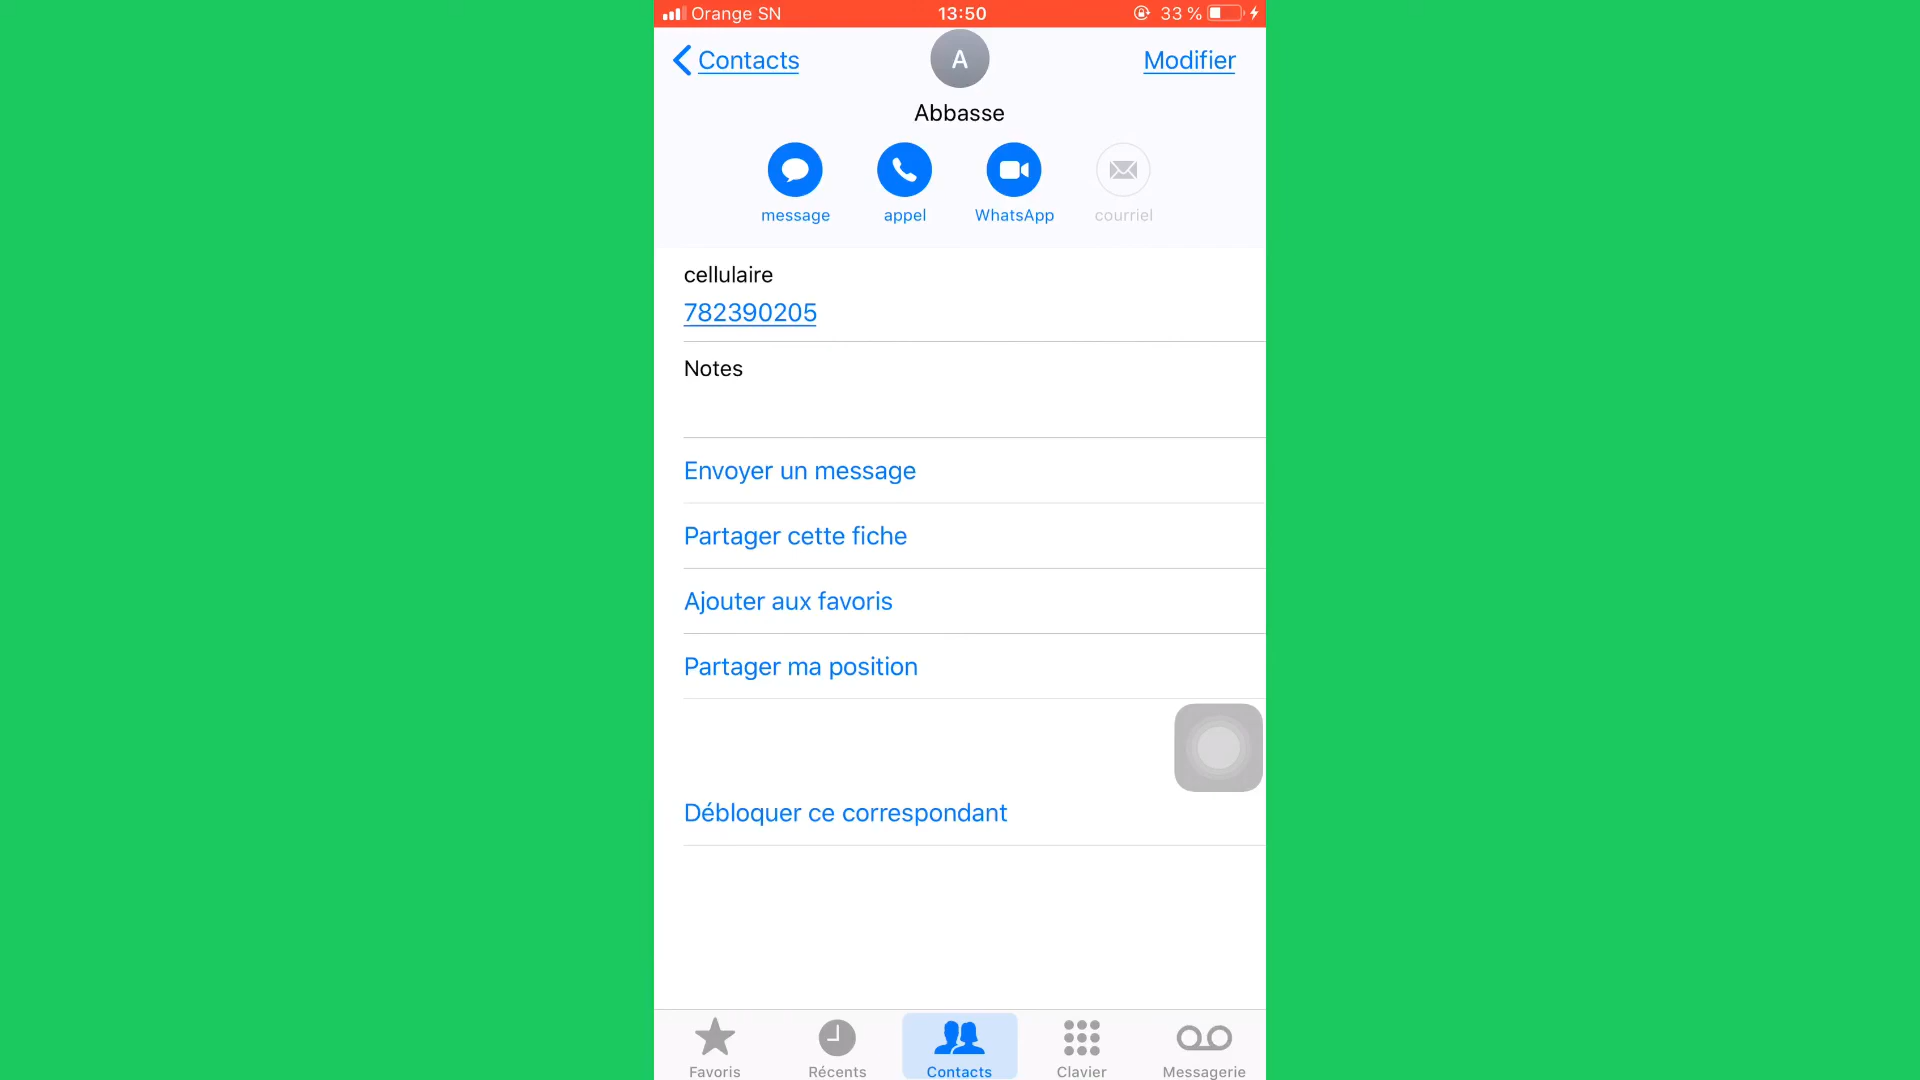 Orange SN 13:50 33 %
Contacts A Modifier
Abbasse
message appel WhatsApp courriel
cellulaire
782390205
Notes
Envoyer un message
Partager cette fiche
Ajouter aux favoris
Partager ma position
Débloquer ce correspondant
Favoris Récents Contacts Clavier Messagerie